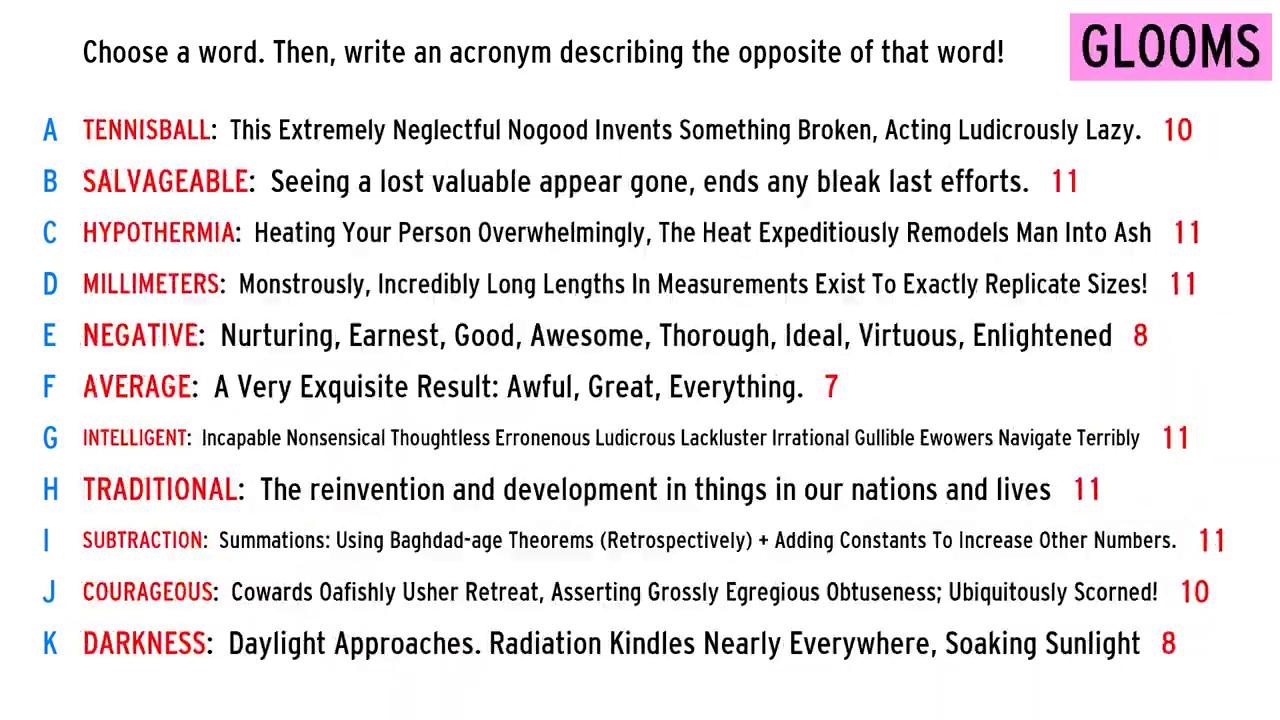 Choose a word. Then, write an acronym describing the opposite of that word!
GLOOMS
A TENNISBALL: This Extremely Neglectful Nogood Invents Something Broken, Acting Ludicrously Lazy. 10
B SALVAGEABLE: Seeing a lost valuable appear gone, ends any bleak last efforts. 11
C HYPOTHERMIA: Heating Your Person Overwhelmingly, The Heat Expeditiously Remodels Man Into Ash 11
D MILLIMETERS: Monstrously, Incredibly Long Lengths In Measurements Exist To Exactly Replicate Sizes! 11
E NEGATIVE: Nurturing, Earnest, Good, Awesome, Thorough, Ideal, Virtuous, Enlightened 8
F AVERAGE: A Very Exquisite Result: Awful, Great, Everything. 7
G INTELLIGENT: Incapable Nonsensical Thoughtless Erronenous Ludicrous Lackluster Irrational Gullible Ewowers Navigate Terribly 11
H TRADITIONAL: The reinvention and development in things in our nations and lives 11
I SUBTRACTION: Summations: Using Baghdad-age Theorems (Retrospectively) + Adding Constants To Increase Other Numbers. 11
J COURAGEOUS: Cowards Oafishly Usher Retreat, Asserting Grossly Egregious Obtuseness; Ubiquitously Scorned! 10
K DARKNESS: Daylight Approaches. Radiation Kindles Nearly Everywhere, Soaking Sunlight 8